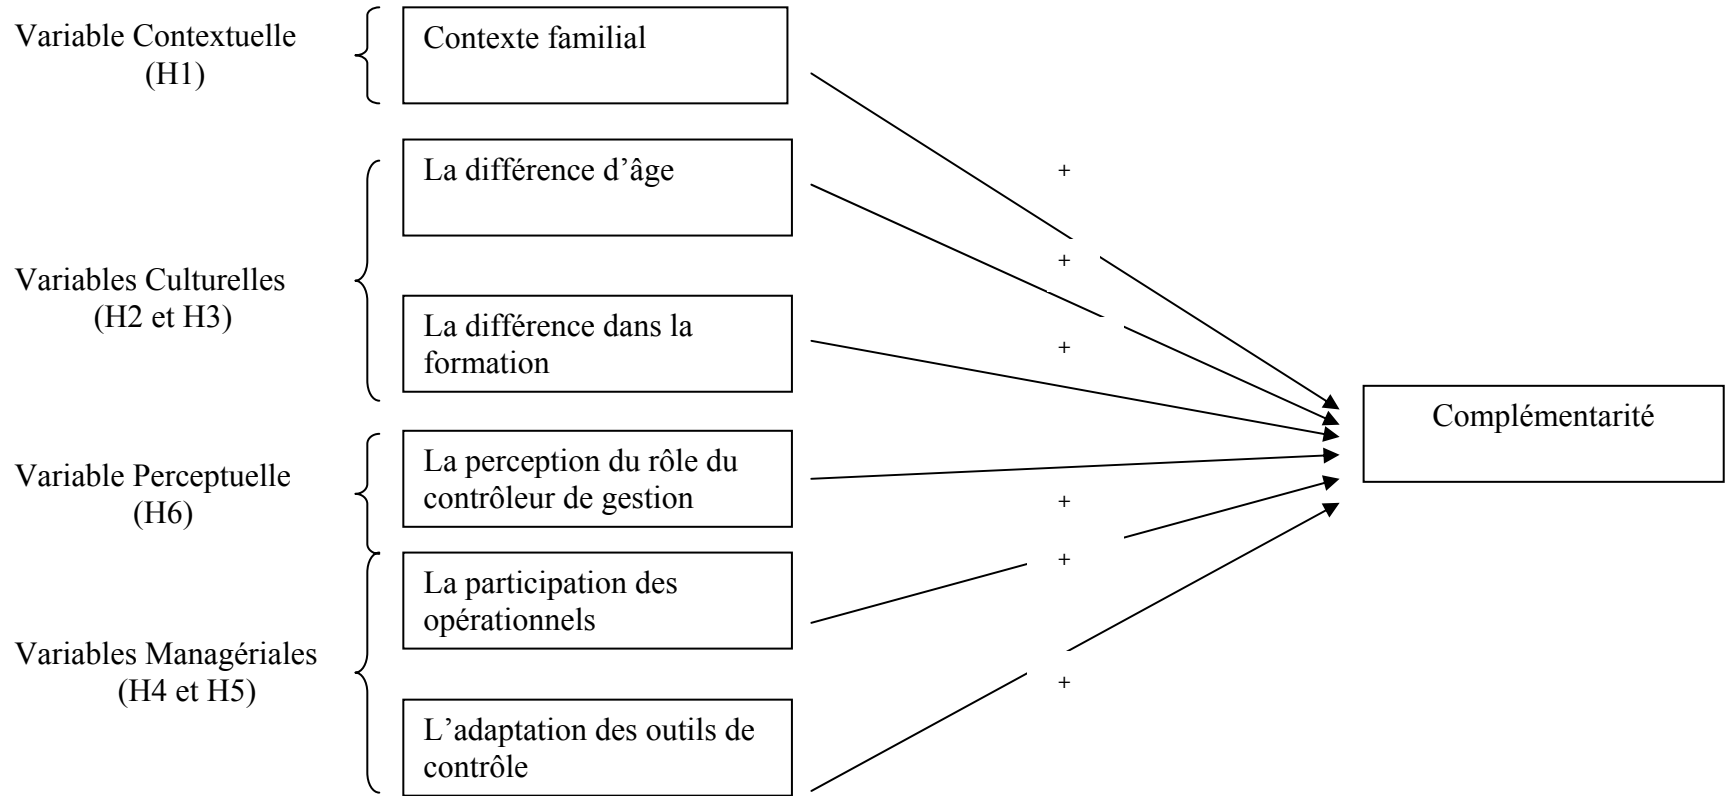 Variable Contextuelle
(H1)
Contexte familial
La différence d’âge
+
Variables Culturelles
(H2 et H3)
+
La différence dans la
formation
+
Complémentarité
Variable Perceptuelle
(H6)
La perception du rôle du
contrôleur de gestion
+
La participation des
opérationnels
+
Variables Managériales
(H4 et H5)
+
L’adaptation des outils de
contrôle